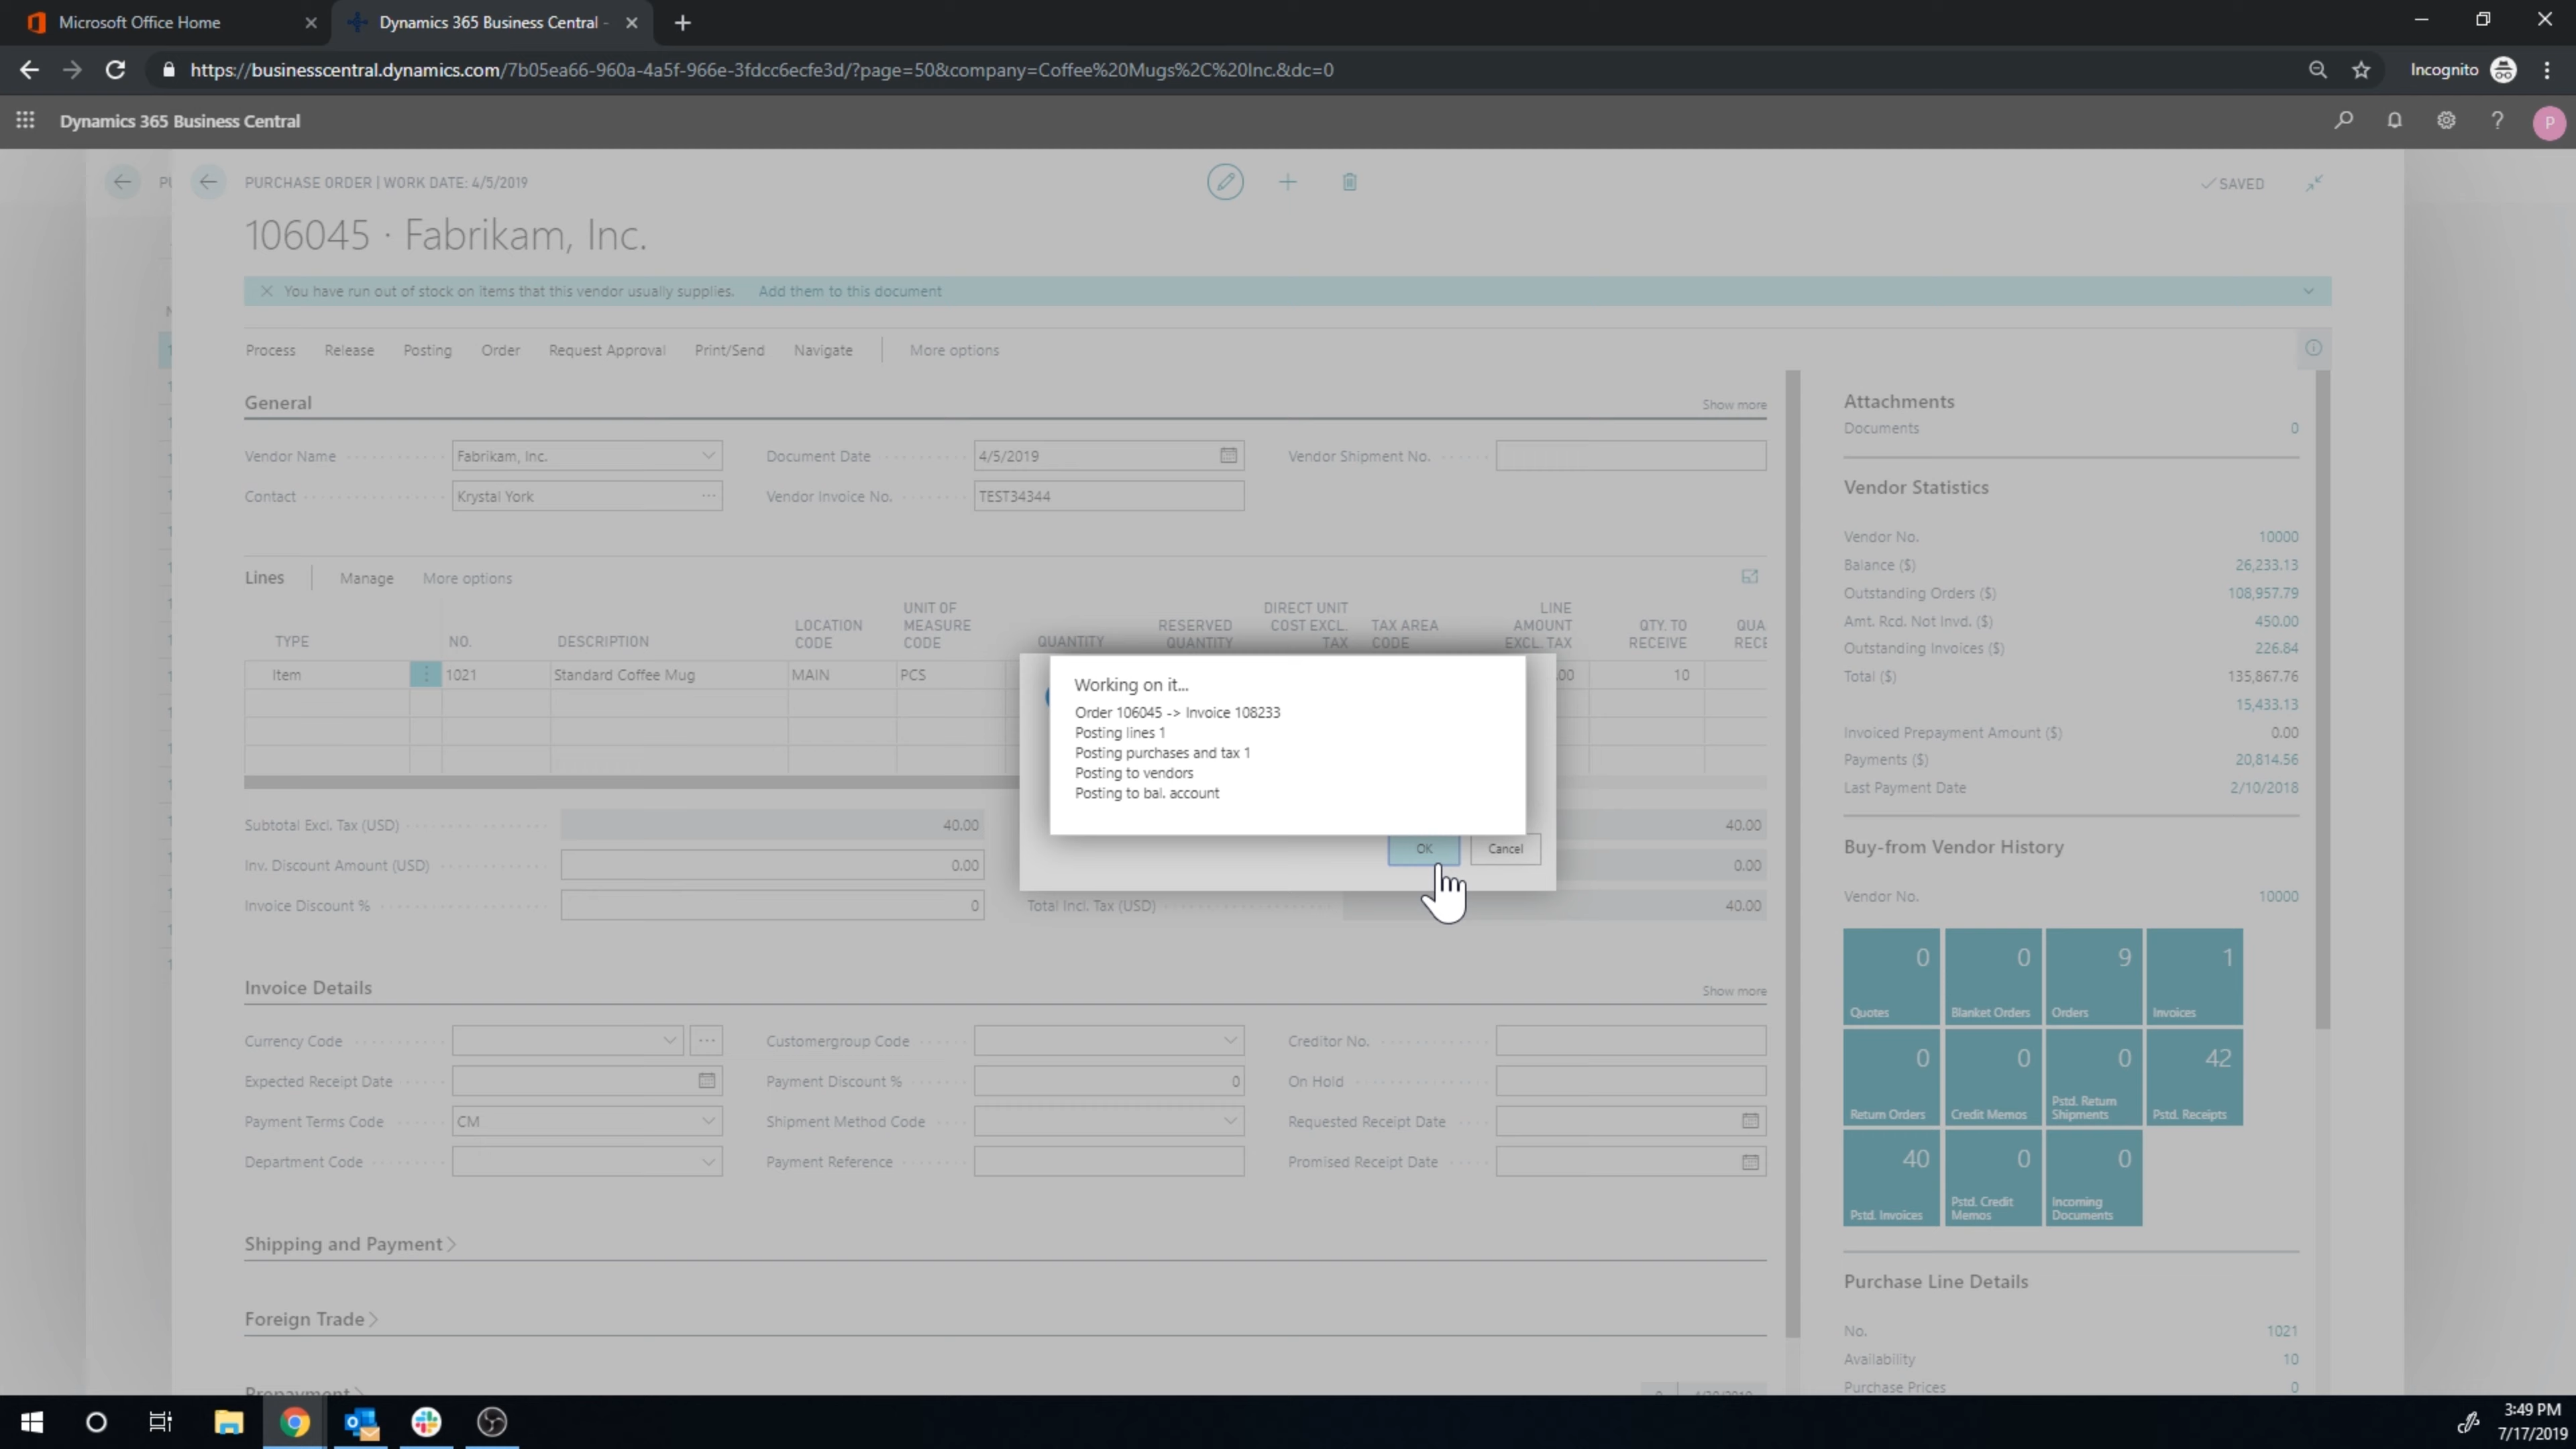 Microsoft Office Home
Dynamics 365 Business Central -
https://businesscentral.dynamics.com/7b05ea66-960a-4a5f-966e-3fdcc6ecfe3d/?page=50&company=Coffee%20Mugs%2C%20Inc.&dc=0
Incognito
Dynamics 365 Business Central
P
PURCHASE ORDER | WORK DATE: 4/5/2019
SAVED
106045 · Fabrikam, Inc.
You have run out of stock on items that this vendor usually supplies. Add them to this document
Process Release Posting Order Request Approval Print/Send Navigate More options
General
Show more
Vendor Name Fabrikam, Inc.
Document Date 4/5/2019
Vendor Shipment No.
Contact Krystal York
Vendor Invoice No. TEST34344
Lines Manage More options
TYPE
NO.
DESCRIPTION
LOCATION CODE
UNIT OF MEASURE CODE
QUANTITY
RESERVED QUANTITY
DIRECT UNIT COST EXCL. TAX
TAX AREA CODE
LINE AMOUNT EXCL. TAX
QTY. TO RECEIVE
QUA
RECE
Item 1021 Standard Coffee Mug MAIN PCS .00 10
Working on it...
Order 106045 -> Invoice 108233
Posting lines 1
Posting purchases and tax 1
Posting to vendors
Posting to bal. account
OK
Cancel
Subtotal Excl. Tax (USD) 40.00 40.00
Inv. Discount Amount (USD) 0.00 0.00
Invoice Discount % 0
Total Incl. Tax (USD) 40.00
Invoice Details
Show more
Currency Code
Customergroup Code
Creditor No.
Expected Receipt Date
Payment Discount % 0
On Hold
Payment Terms Code CM
Shipment Method Code
Requested Receipt Date
Department Code
Payment Reference
Promised Receipt Date
Shipping and Payment
Foreign Trade
Prepayment
Attachments
Documents 0
Vendor Statistics
Vendor No. 10000
Balance ($) 26,233.13
Outstanding Orders ($) 108,957.79
Amt. Rcd. Not Invd. ($) 450.00
Outstanding Invoices ($) 226.84
Total ($) 135,867.76
15,433.13
Invoiced Prepayment Amount ($) 0.00
Payments ($) 20,814.56
Last Payment Date 2/10/2018
Buy-from Vendor History
Vendor No. 10000
0 Quotes
0 Blanket Orders
9 Orders
1 Invoices
0 Return Orders
0 Credit Memos
0 Pstd. Return Shipments
42 Pstd. Receipts
40 Pstd. Invoices
0 Pstd. Credit Memos
0 Incoming Documents
Purchase Line Details
No. 1021
Availability 10
Purchase Prices 0
3:49 PM
7/17/2019